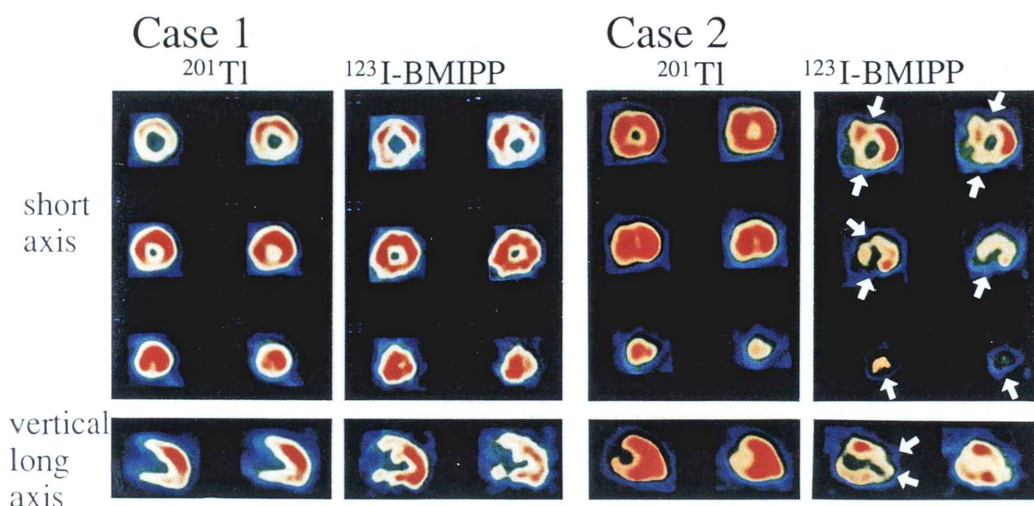 Case 1
Case 2
²⁰¹Tl
¹²³I-BMIPP
²⁰¹Tl
¹²³I-BMIPP
short
axis
vertical
long
axis